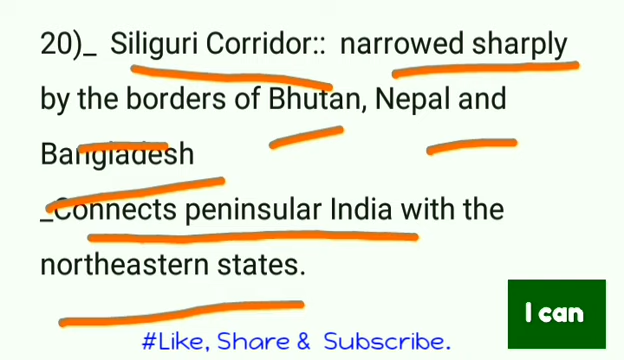 20)_ Siliguri Corridor:: narrowed sharply
by the borders of Bhutan, Nepal and
Bangladesh
_Connects peninsular India with the
northeastern states.
I can
#Like, Share & Subscribe.